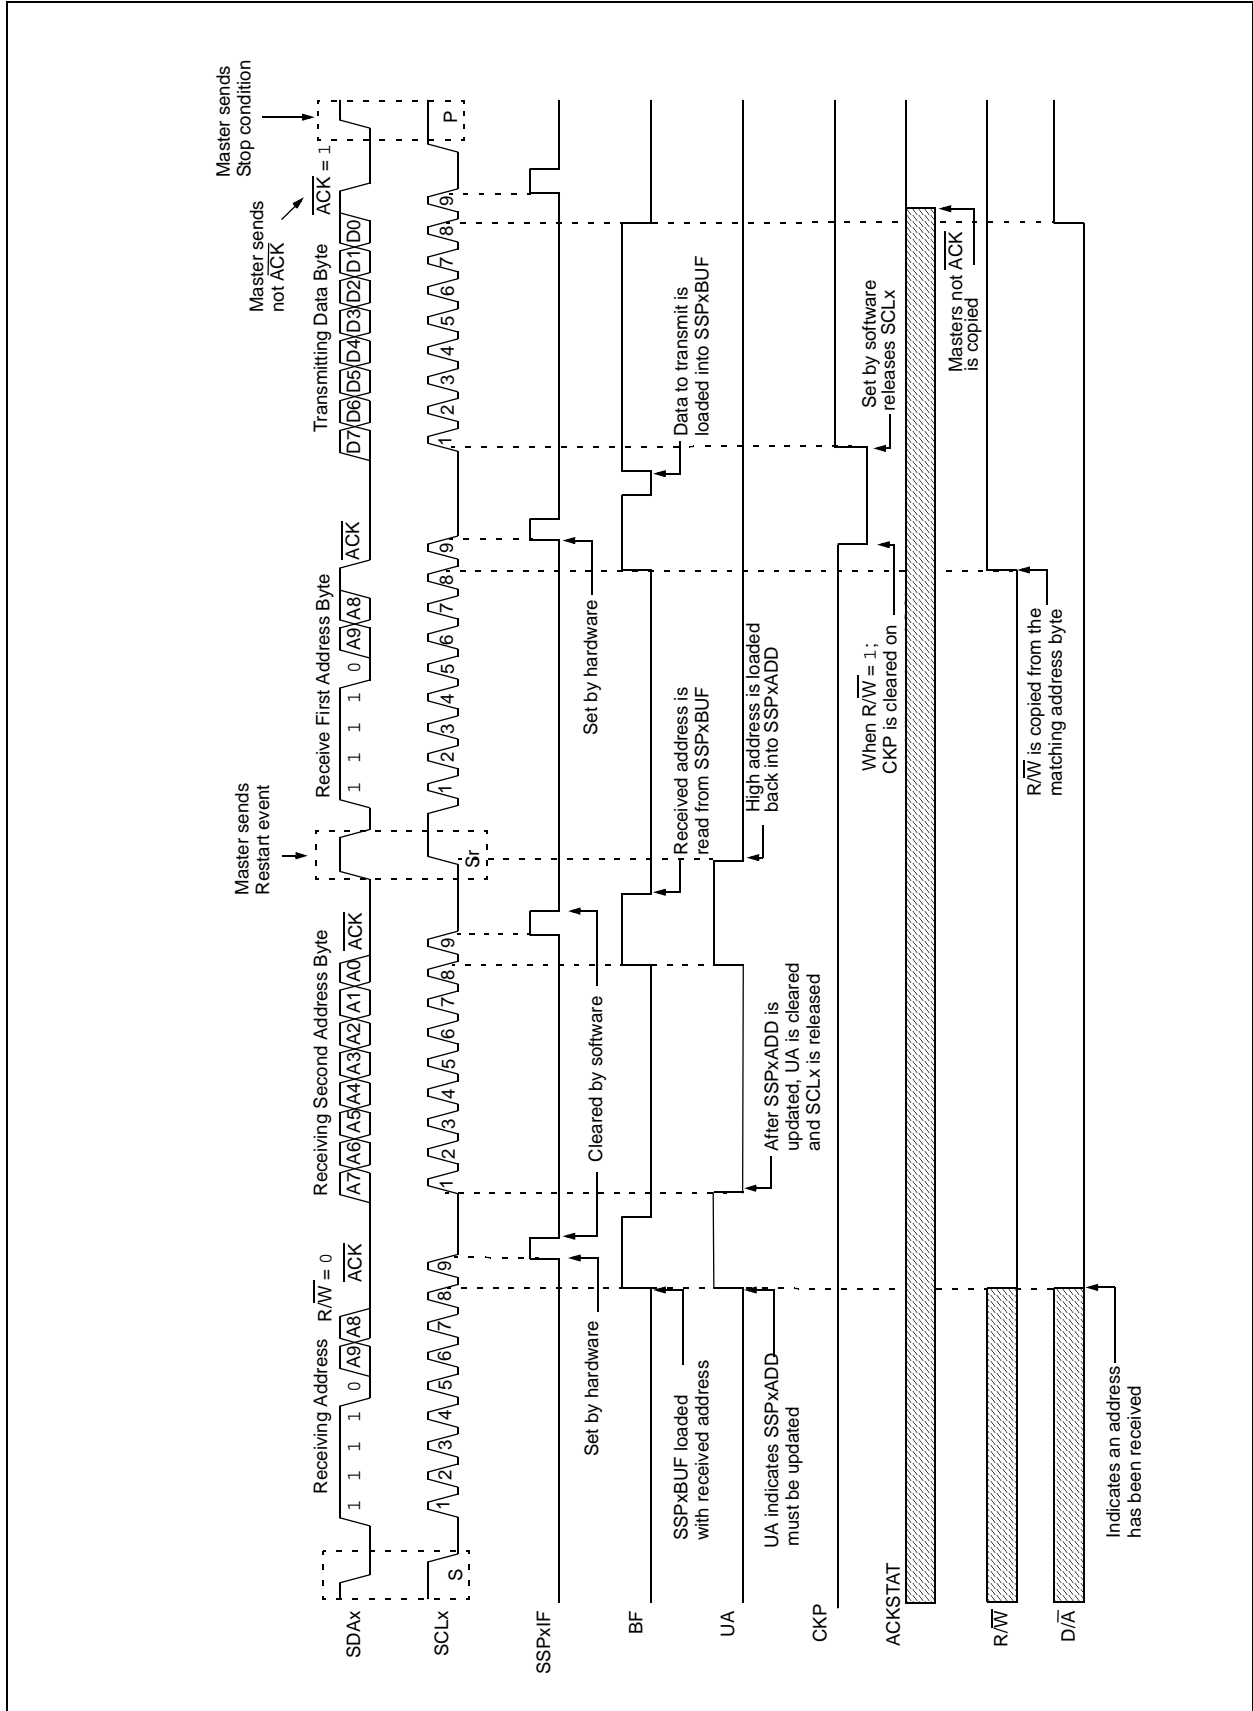 Master sends
Stop condition
Master sends
not ACK
Master sends
Restart event
Receiving Address R/W = 0
Receiving Second Address Byte
Receive First Address Byte
Transmitting Data Byte
ACK = 1
SDAx
1 1 1 1 0 A9 A8 ACK
A7 A6 A5 A4 A3 A2 A1 A0 ACK
1 1 1 1 0 A9 A8 ACK
D7 D6 D5 D4 D3 D2 D1 D0
SCLx
S
1 2 3 4 5 6 7 8 9
1 2 3 4 5 6 7 8 9
Sr
1 2 3 4 5 6 7 8 9
1 2 3 4 5 6 7 8 9
P
SSPxIF
Set by hardware
Cleared by software
Set by hardware
BF
SSPxBUF loaded
with received address
Received address is
read from SSPxBUF
Data to transmit is
loaded into SSPxBUF
UA
UA indicates SSPxADD
must be updated
After SSPxADD is
updated, UA is cleared
and SCLx is released
High address is loaded
back into SSPxADD
CKP
When R/W = 1;
CKP is cleared on
Set by software
releases SCLx
ACKSTAT
Masters not ACK
is copied
R/W
R/W is copied from the
matching address byte
D/A
Indicates an address
has been received